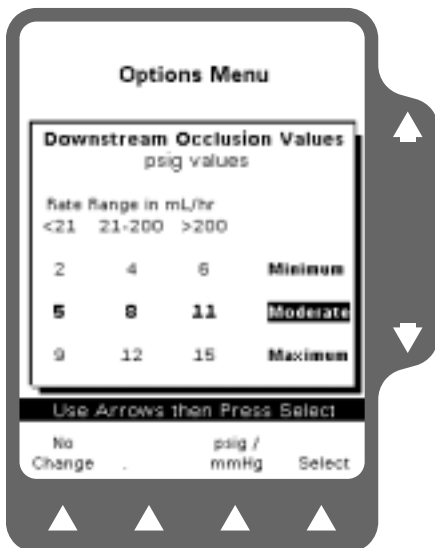 Options Menu
Downstream Occlusion Values
psig values
Rate Range in mL/hr
<21 21-200 >200
2 4 6 Minimum
5 8 11 Moderate
9 12 15 Maximum
Use Arrows then Press Select
No psig /
Change . mmHg Select